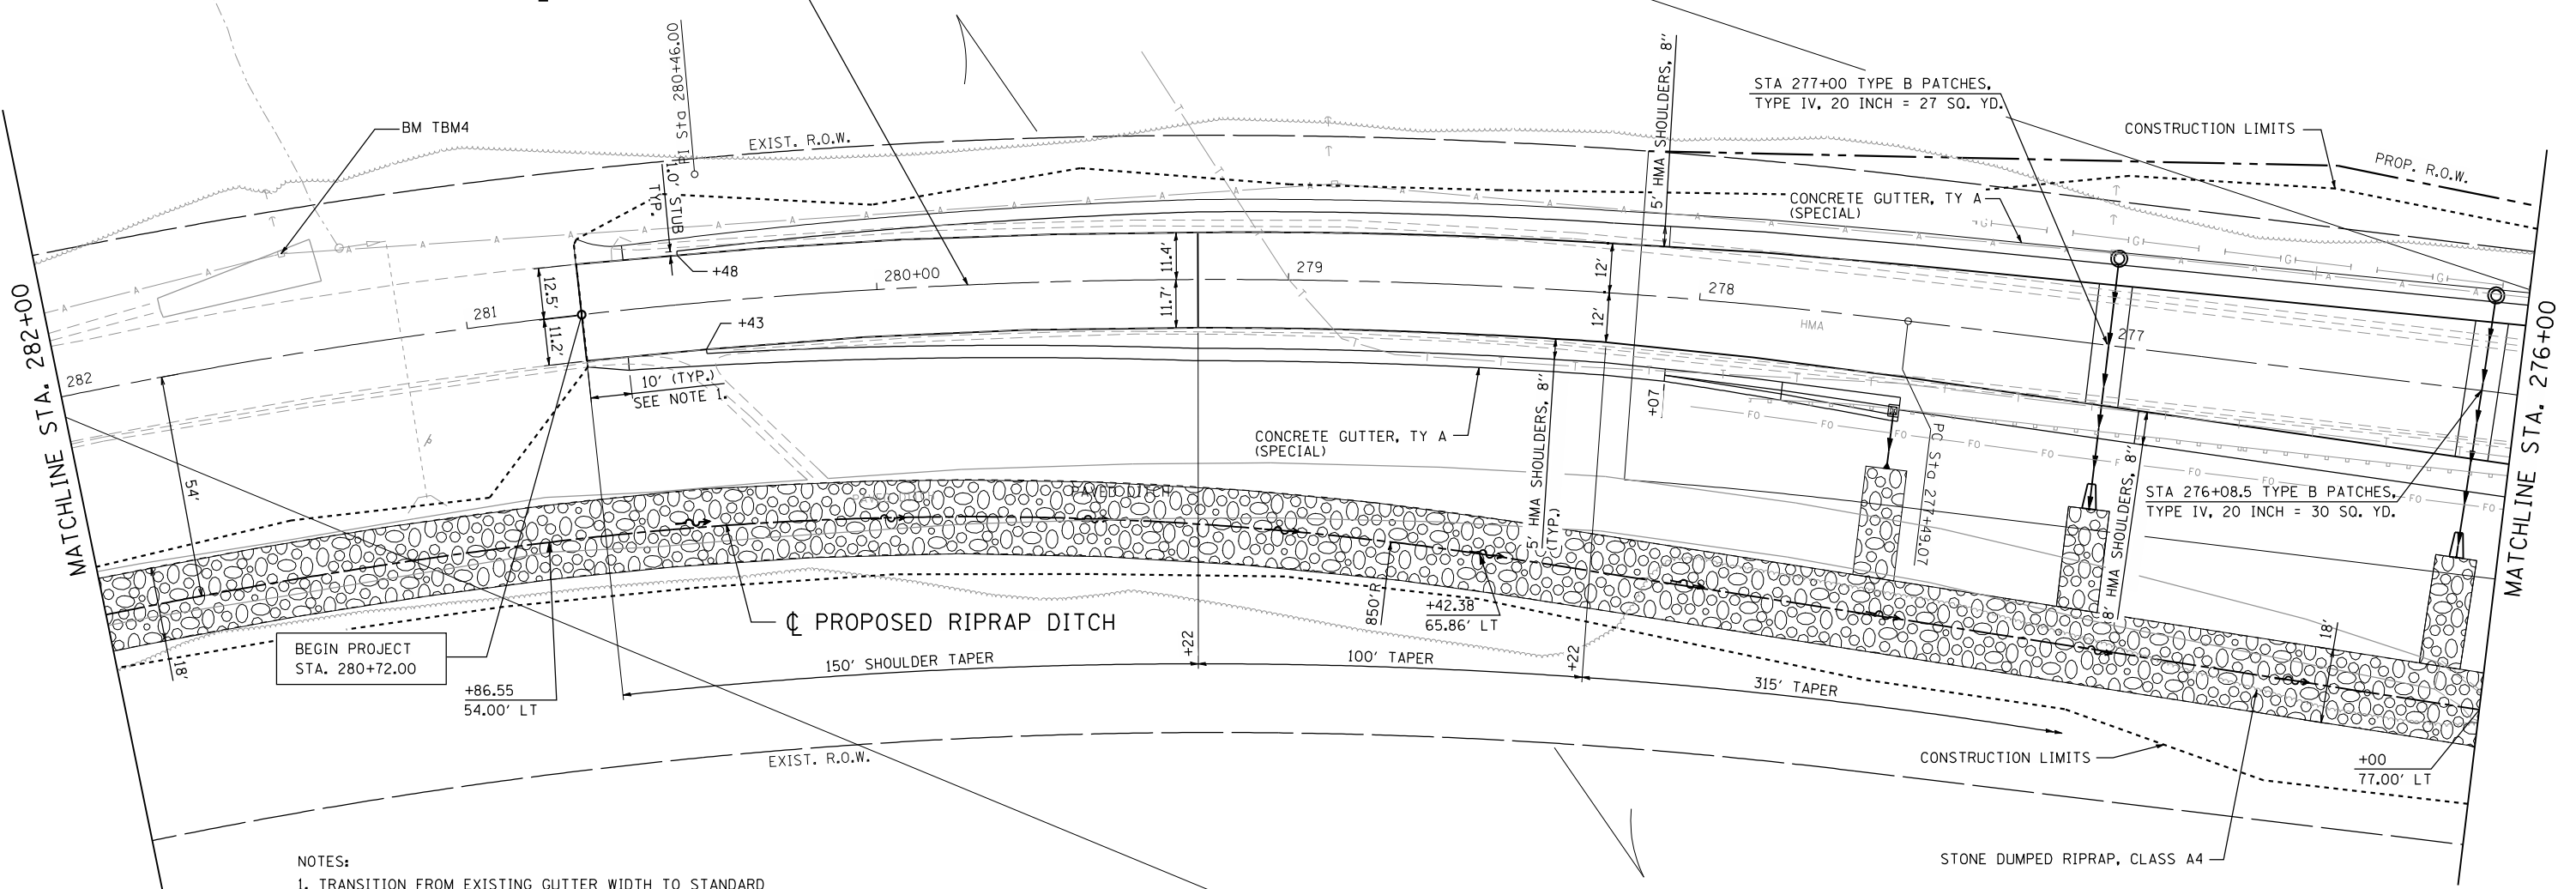 MATCHLINE STA. 282+00
BM TBM4
PI Sta 280+46.00
EXIST. R.O.W.
1.0' STUB
TYP.
5' HMA SHOULDERS, 8"
STA 277+00 TYPE B PATCHES,
TYPE IV, 20 INCH = 27 SQ. YD.
CONSTRUCTION LIMITS
PROP. R.O.W.
CONCRETE GUTTER, TY A
(SPECIAL)
282
281
12.5'
11.2'
+48
+43
280+00
11.4'
11.7'
279
12'
12'
278
HMA
277
10' (TYP.)
SEE NOTE 1.
54'
CONCRETE GUTTER, TY A
(SPECIAL)
5' HMA SHOULDERS, 8"
(TYP.)
+07
PC Sta 277+49.07
8' HMA SHOULDERS, 8"
STA 276+08.5 TYPE B PATCHES,
TYPE IV, 20 INCH = 30 SQ. YD.
MATCHLINE STA. 276+00
PAVED DITCH
PAVED DITCH
18'
BEGIN PROJECT
STA. 280+72.00
+86.55
54.00' LT
℄ PROPOSED RIPRAP DITCH
850' R
+42.38
65.86' LT
150' SHOULDER TAPER
+22
100' TAPER
+22
315' TAPER
18'
EXIST. R.O.W.
CONSTRUCTION LIMITS
+00
77.00' LT
STONE DUMPED RIPRAP, CLASS A4
NOTES:
1. TRANSITION FROM EXISTING GUTTER WIDTH TO STANDARD